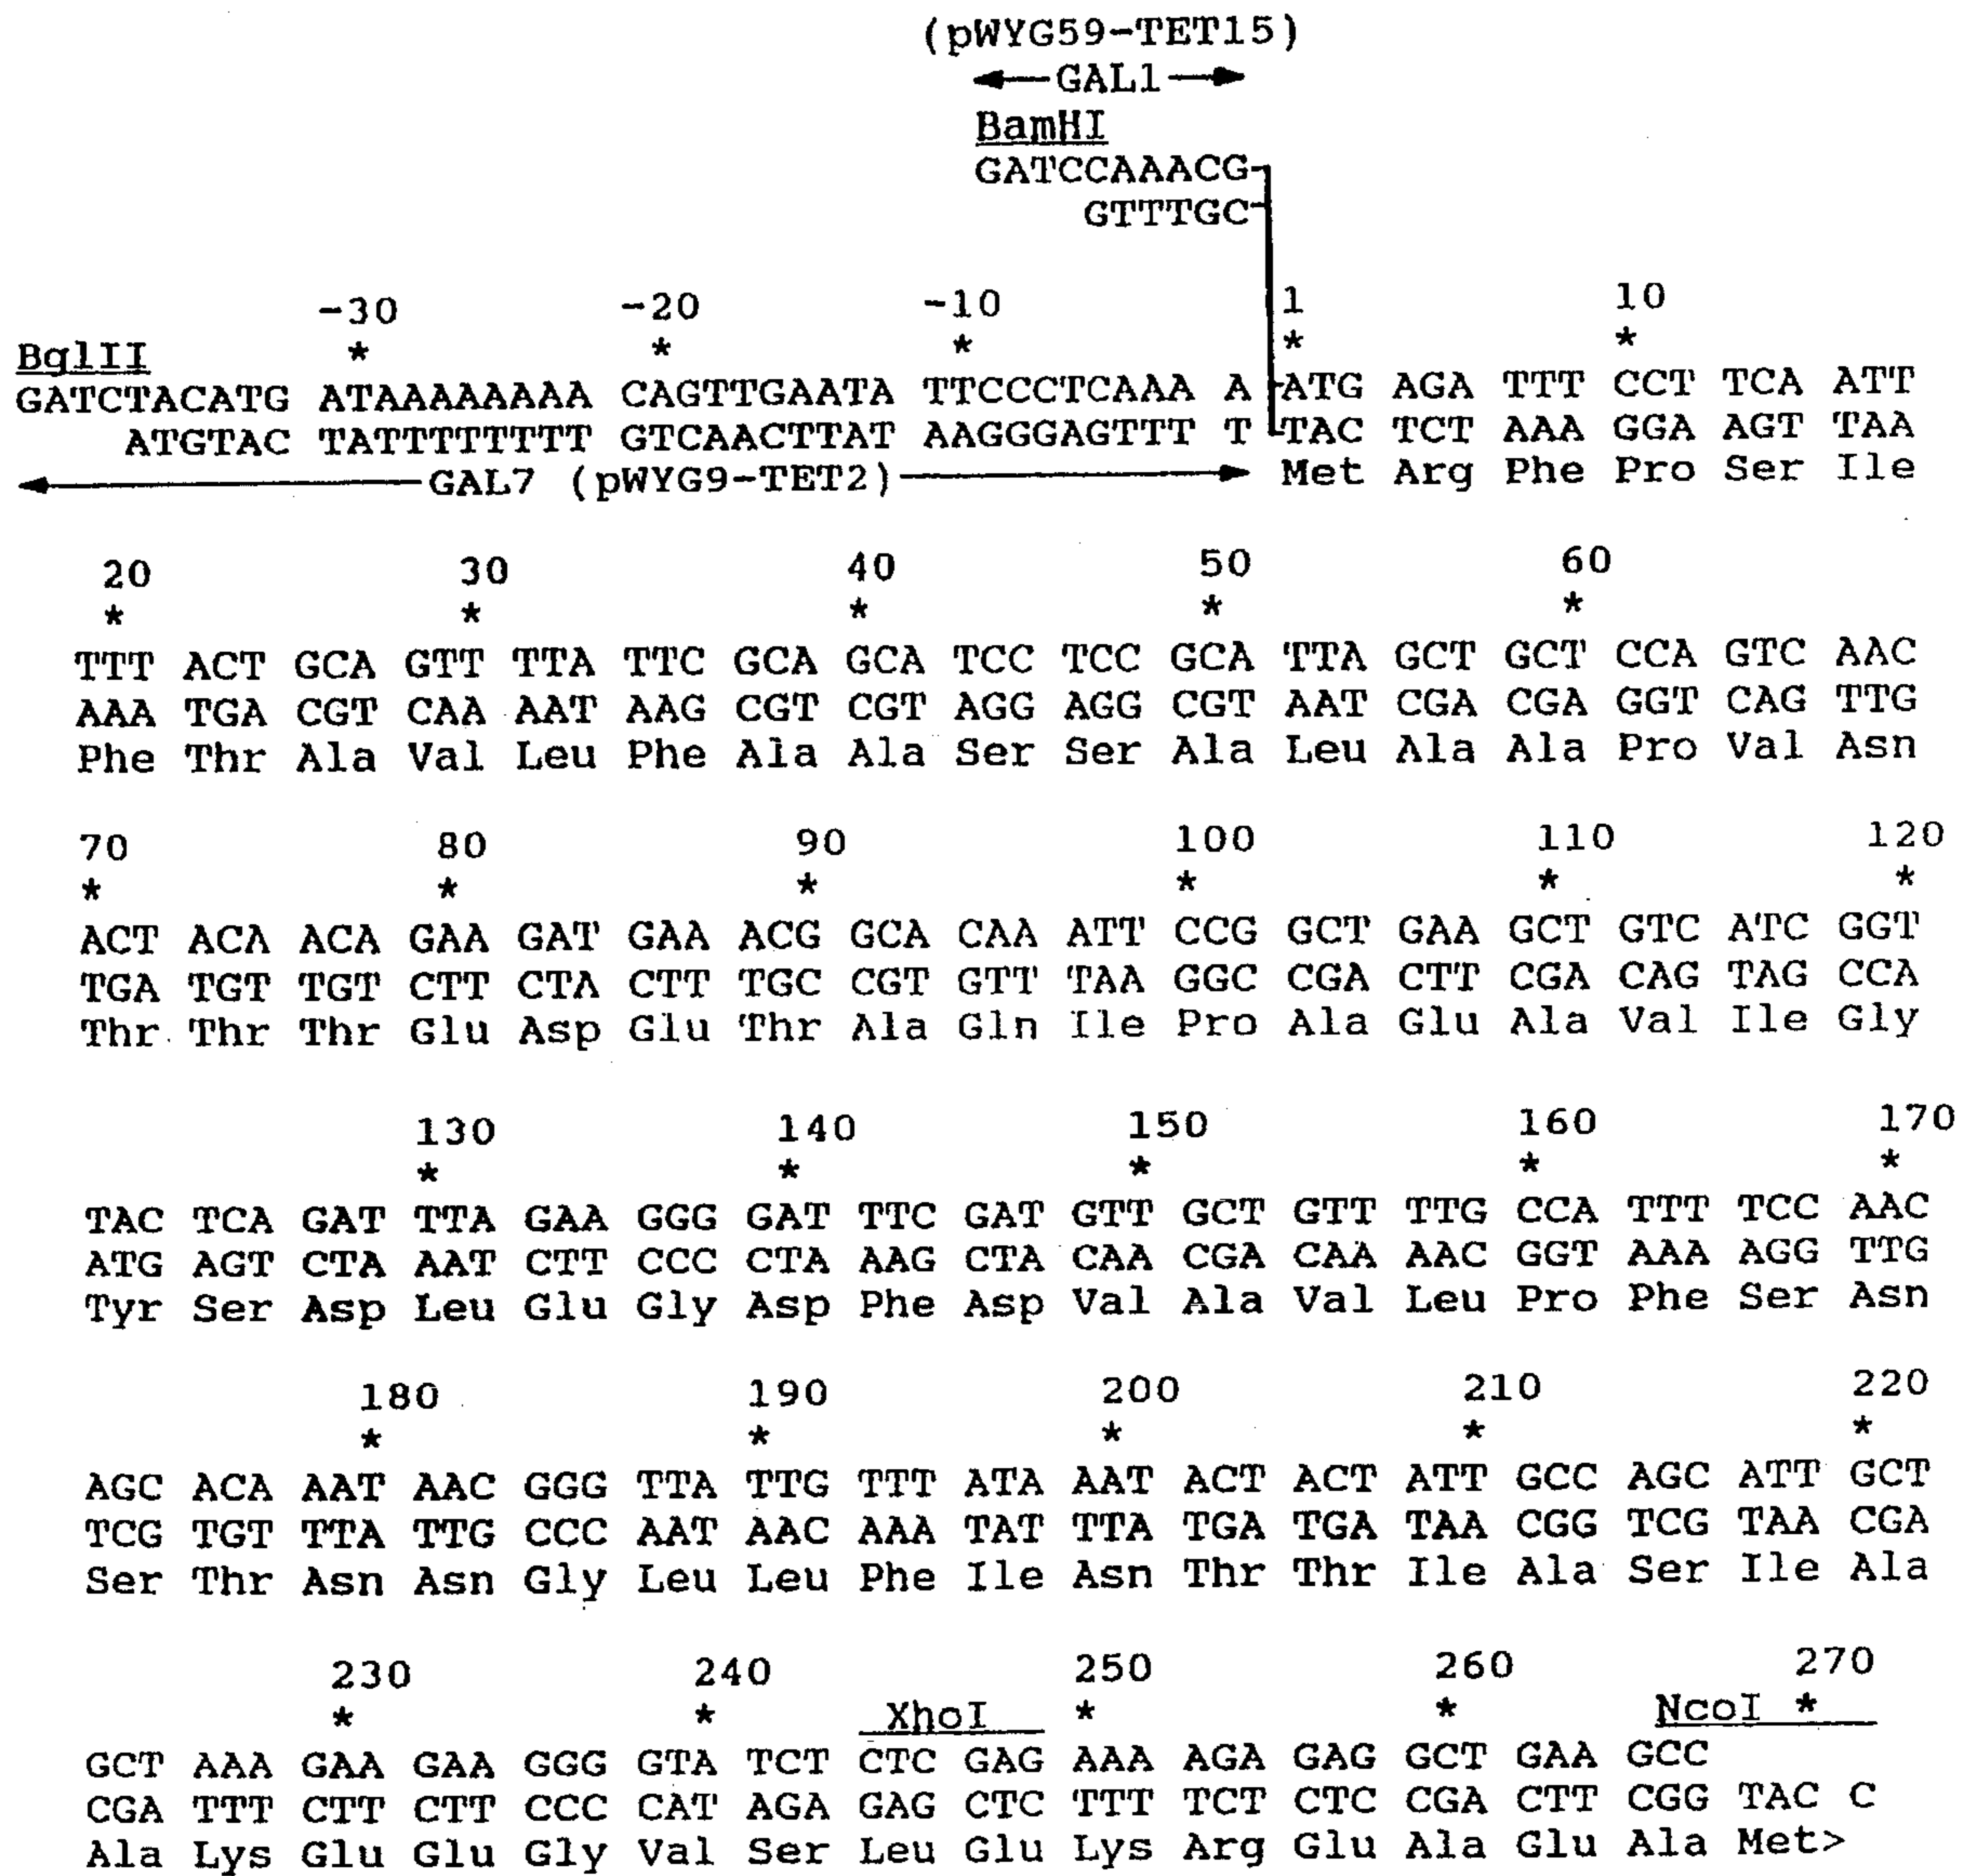 (pWYG59-TET15)
GAL1
BamHI
GATCCAAACG
GTTTGC
-30 -20 -10 1 10
BglII * * * * *
GATCTACATG ATAAAAAAAA CAGTTGAATA TTCCCTCAAA A ATG AGA TTT CCT TCA ATT
ATGTAC TATTTTTTTT GTCAACTTAT AAGGGAGTTT T TAC TCT AAA GGA AGT TAA
GAL7 (pWYG9-TET2) Met Arg Phe Pro Ser Ile
20 30 40 50 60
* * * * *
TTT ACT GCA GTT TTA TTC GCA GCA TCC TCC GCA TTA GCT GCT CCA GTC AAC
AAA TGA CGT CAA AAT AAG CGT CGT AGG AGG CGT AAT CGA CGA GGT CAG TTG
Phe Thr Ala Val Leu Phe Ala Ala Ser Ser Ala Leu Ala Ala Pro Val Asn
70 80 90 100 110 120
* * * * * *
ACT ACA ACA GAA GAT GAA ACG GCA CAA ATT CCG GCT GAA GCT GTC ATC GGT
TGA TGT TGT CTT CTA CTT TGC CGT GTT TAA GGC CGA CTT CGA CAG TAG CCA
Thr Thr Thr Glu Asp Glu Thr Ala Gln Ile Pro Ala Glu Ala Val Ile Gly
130 140 150 160 170
* * * * *
TAC TCA GAT TTA GAA GGG GAT TTC GAT GTT GCT GTT TTG CCA TTT TCC AAC
ATG AGT CTA AAT CTT CCC CTA AAG CTA CAA CGA CAA AAC GGT AAA AGG TTG
Tyr Ser Asp Leu Glu Gly Asp Phe Asp Val Ala Val Leu Pro Phe Ser Asn
180 190 200 210 220
* * * * *
AGC ACA AAT AAC GGG TTA TTG TTT ATA AAT ACT ACT ATT GCC AGC ATT GCT
TCG TGT TTA TTG CCC AAT AAC AAA TAT TTA TGA TGA TAA CGG TCG TAA CGA
Ser Thr Asn Asn Gly Leu Leu Phe Ile Asn Thr Thr Ile Ala Ser Ile Ala
230 240 250 260 270
* * XhoI * * NcoI *
GCT AAA GAA GAA GGG GTA TCT CTC GAG AAA AGA GAG GCT GAA GCC
CGA TTT CTT CTT CCC CAT AGA GAG CTC TTT TCT CTC CGA CTT CGG TAC C
Ala Lys Glu Glu Gly Val Ser Leu Glu Lys Arg Glu Ala Glu Ala Met>